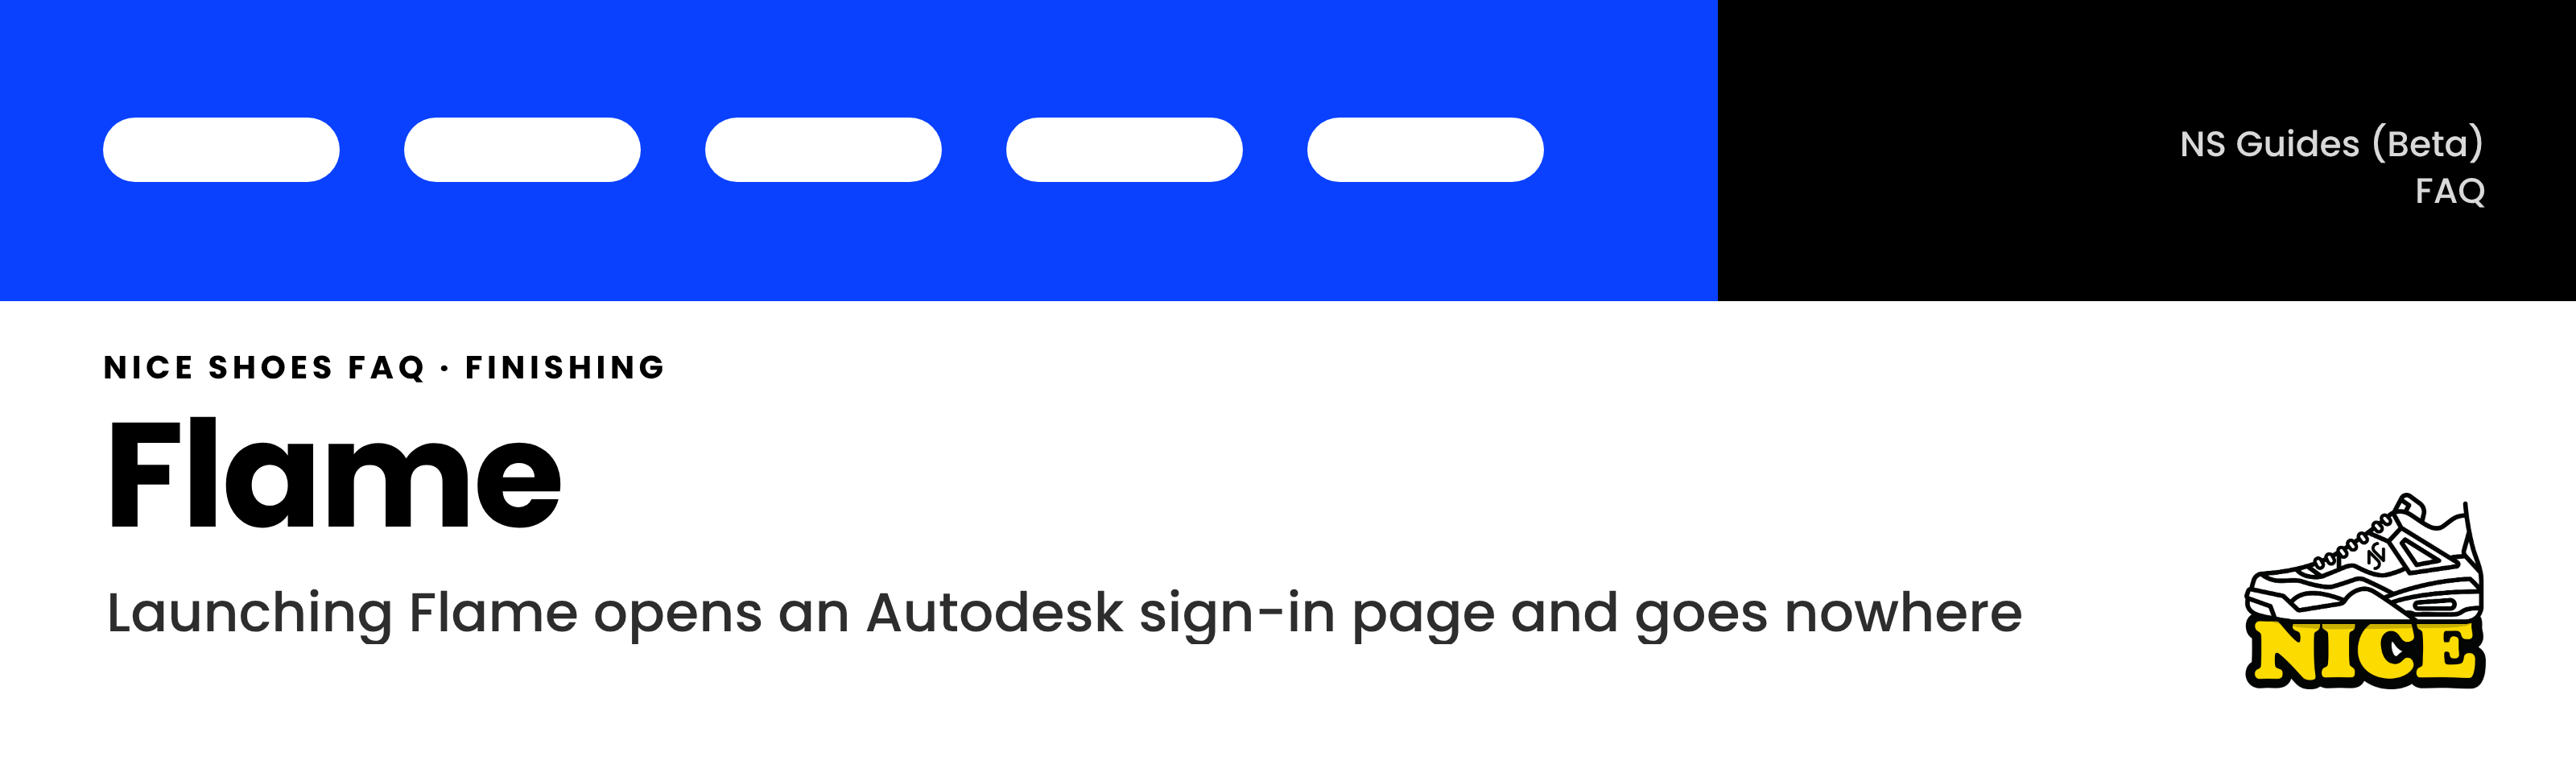 NS Guides (Beta)
FAQ
NICE SHOES FAQ · FINISHING
Flame
Launching Flame opens an Autodesk sign-in page and goes nowhere
NICE